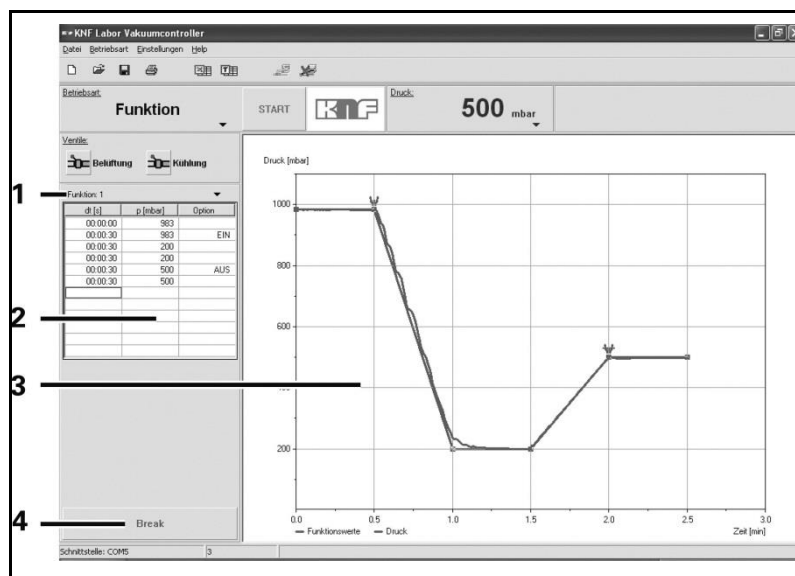 KNF Labor Vakuumcontroller
Datei Betriebsart Einstellungen Help
Betriebsart:
Funktion
START
KNF
Druck:
500 mbar
Ventile:
Belüftung Kühlung
1
Funktion: 1
dt [s] p [mbar] Option
00:00:00 983
00:00:30 983 EIN
00:00:30 200
00:00:30 200
00:00:30 500 AUS
00:00:30 500
2
3
4
Break
Druck [mbar]
1000
800
600
400
200
0.0 0.5 1.0 1.5 2.0 2.5 3.0
Funktionswerte Druck Zeit [min]
Schnittstelle: COM5 3